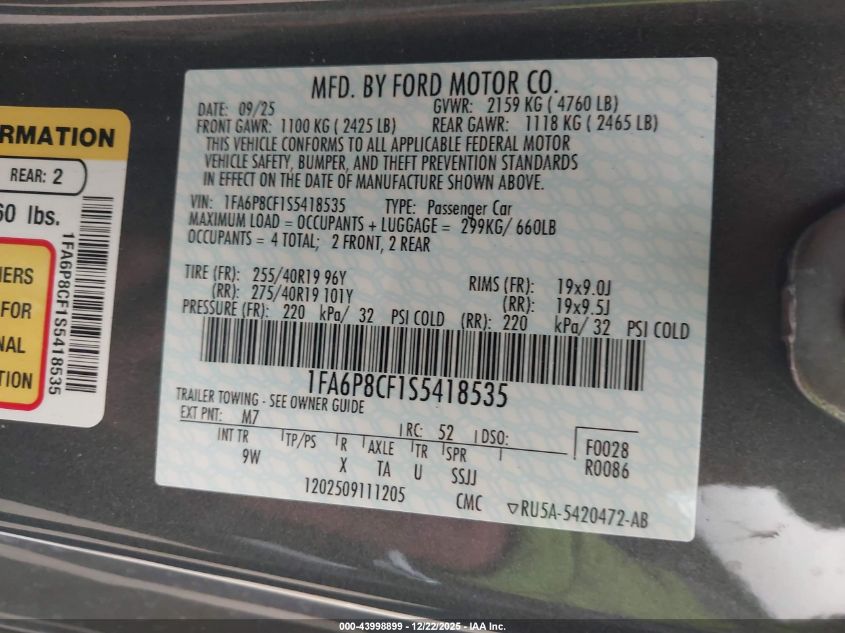 RMATION
REAR: 2
60 lbs.
IERS
FOR
NAL
TION
1FA6P8CF1S5418535
MFD. BY FORD MOTOR CO.
DATE: 09/25 GVWR: 2159 KG ( 4760 LB)
FRONT GAWR: 1100 KG ( 2425 LB) REAR GAWR: 1118 KG ( 2465 LB)
THIS VEHICLE CONFORMS TO ALL APPLICABLE FEDERAL MOTOR
VEHICLE SAFETY, BUMPER, AND THEFT PREVENTION STANDARDS
IN EFFECT ON THE DATE OF MANUFACTURE SHOWN ABOVE.
VIN: 1FA6P8CF1S5418535 TYPE: Passenger Car
MAXIMUM LOAD = OCCUPANTS + LUGGAGE = 299KG/ 660LB
OCCUPANTS = 4 TOTAL; 2 FRONT, 2 REAR
TIRE (FR): 255/40R19 96Y RIMS (FR): 19x9.0J
(RR): 275/40R19 101Y (RR): 19x9.5J
PRESSURE (FR): 220 kPa/ 32 PSI COLD (RR): 220 kPa/ 32 PSI COLD
1FA6P8CF1S5418535
TRAILER TOWING - SEE OWNER GUIDE
EXT PNT: M7 RC: 52 DSO: F0028
INT TR TP/PS R AXLE TR SPR R0086
9W X TA U SSJJ
1202509111205 CMC RU5A-5420472-AB
000-43998899 • 12/22/2025 • IAA Inc.